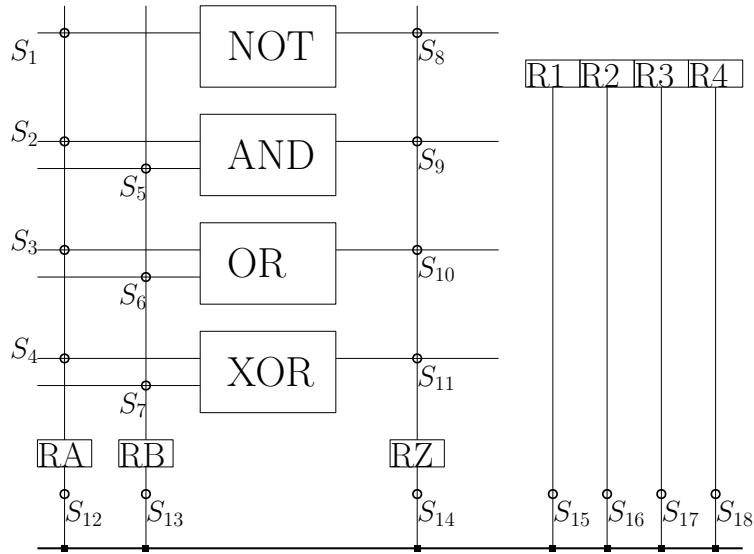 S₁ NOT S₈
R1 R2 R3 R4
S₂ AND S₉
S₅
S₃ OR S₁₀
S₆
S₄ XOR S₁₁
S₇
RA RB RZ
S₁₂ S₁₃ S₁₄ S₁₅ S₁₆ S₁₇ S₁₈